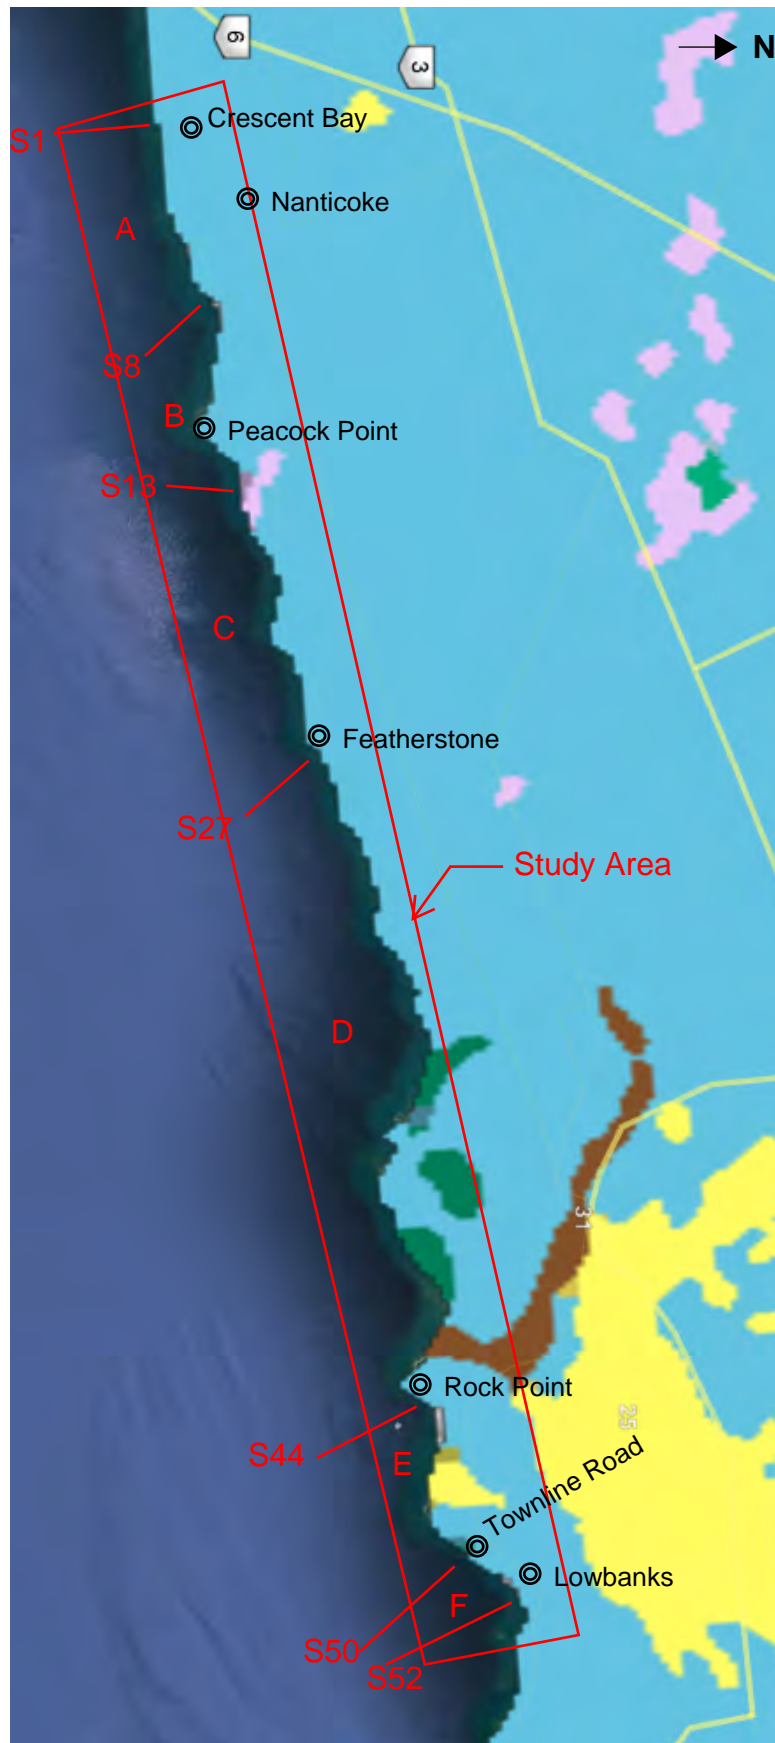 6
N
3
Crescent Bay
S1
Nanticoke
A
S8
B
Peacock Point
S13
C
Featherstone
S27
Study Area
D
31
Rock Point
25
S44
E
Townline Road
Lowbanks
F
S50
S52